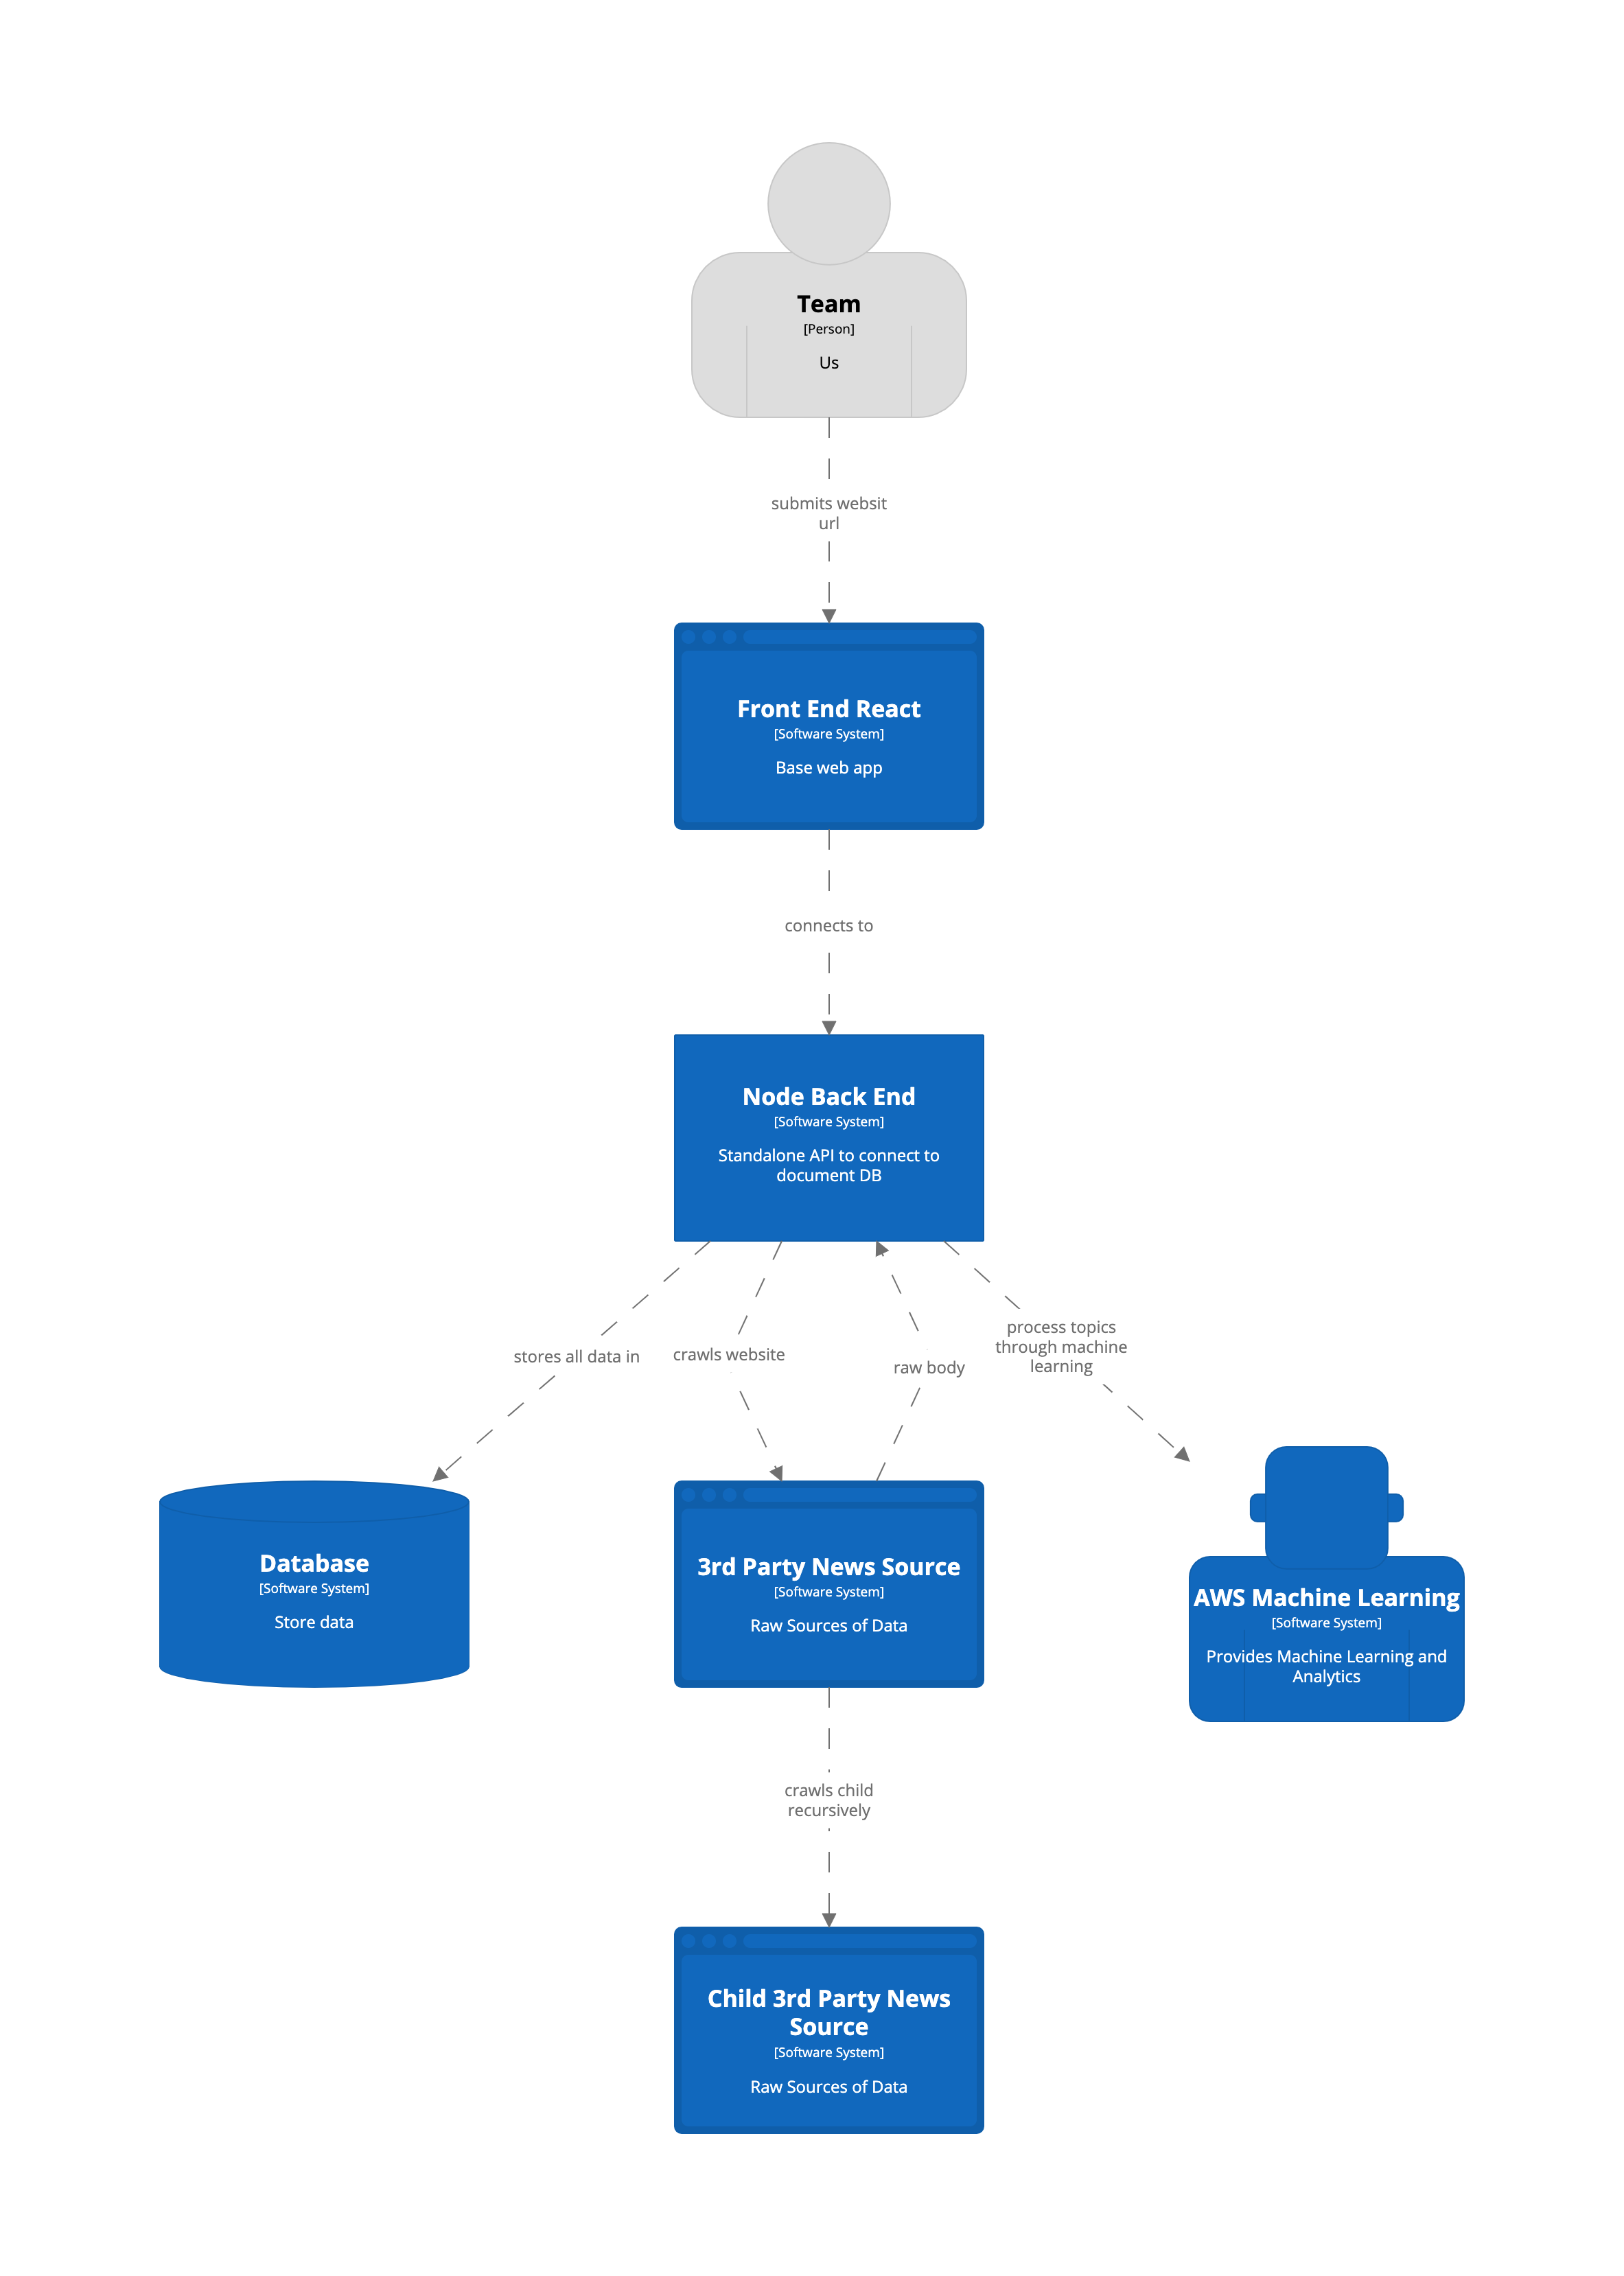 Team
[Person]
Us
submits websit
url
Front End React
[Software System]
Base web app
connects to
Node Back End
[Software System]
Standalone API to connect to
document DB
stores all data in
crawls website
raw body
process topics
through machine
learning
Database
[Software System]
Store data
3rd Party News Source
[Software System]
Raw Sources of Data
AWS Machine Learning
[Software System]
Provides Machine Learning and
Analytics
crawls child
recursively
Child 3rd Party News
Source
[Software System]
Raw Sources of Data